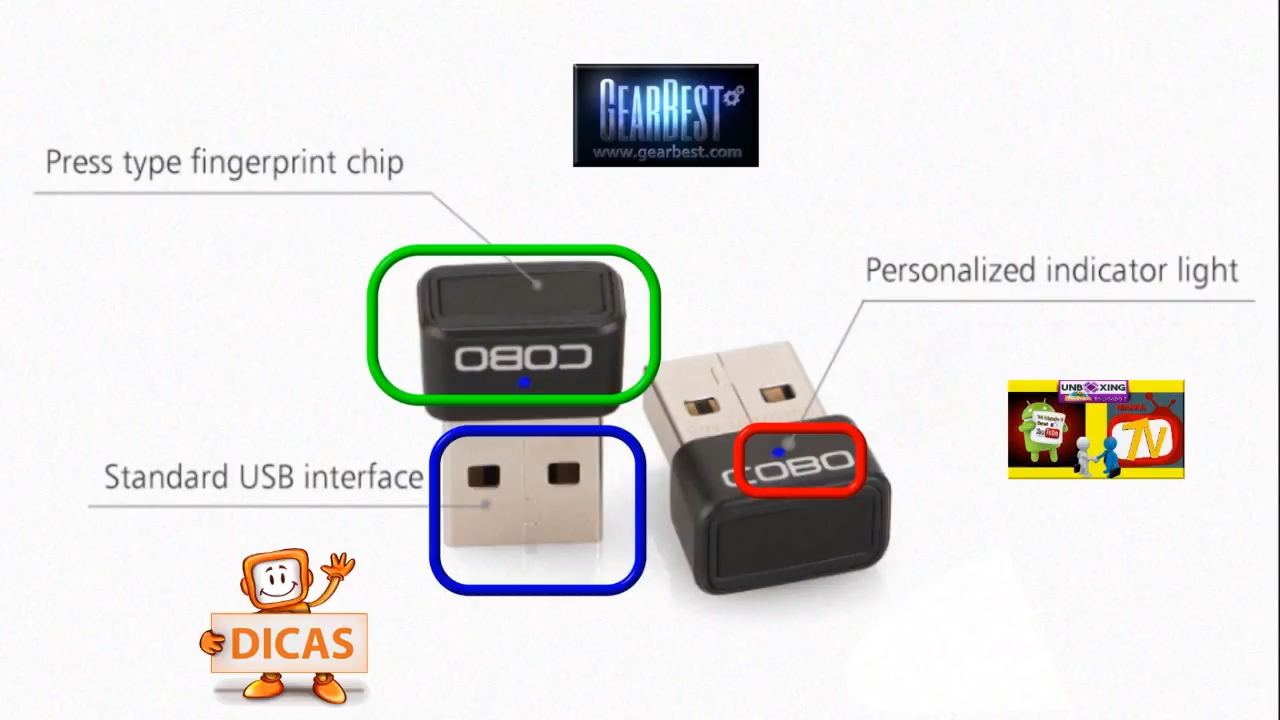 GEARBEST
www.gearbest.com
Press type fingerprint chip
Personalized indicator light
COBO
COBO
UNBOXING
TV
Standard USB interface
DICAS